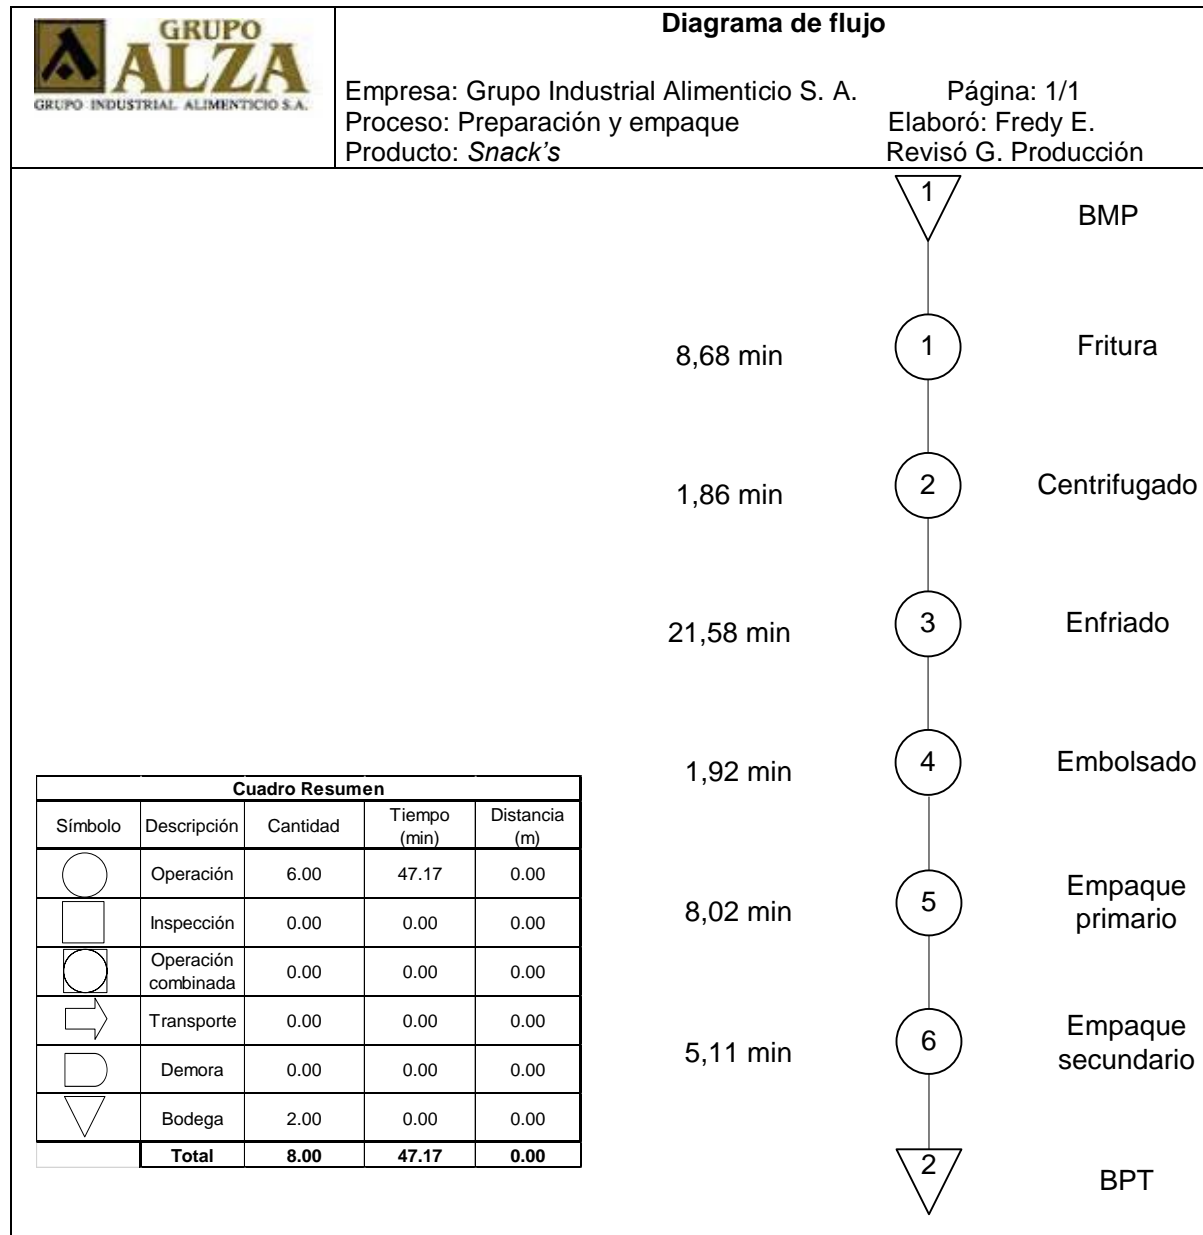 GRUPO
ALZA
GRUPO INDUSTRIAL ALIMENTICIO S.A.
Diagrama de flujo
Empresa: Grupo Industrial Alimenticio S. A. Página: 1/1
Proceso: Preparación y empaque Elaboró: Fredy E.
Producto: Snack’s Revisó G. Producción
1 BMP
8,68 min 1 Fritura
1,86 min 2 Centrifugado
21,58 min 3 Enfriado
1,92 min 4 Embolsado
8,02 min 5 Empaque
primario
5,11 min 6 Empaque
secundario
2 BPT
Cuadro Resumen
Símbolo Descripción Cantidad Tiempo (min) Distancia (m)
Operación 6.00 47.17 0.00
Inspección 0.00 0.00 0.00
Operación combinada 0.00 0.00 0.00
Transporte 0.00 0.00 0.00
Demora 0.00 0.00 0.00
Bodega 2.00 0.00 0.00
Total 8.00 47.17 0.00